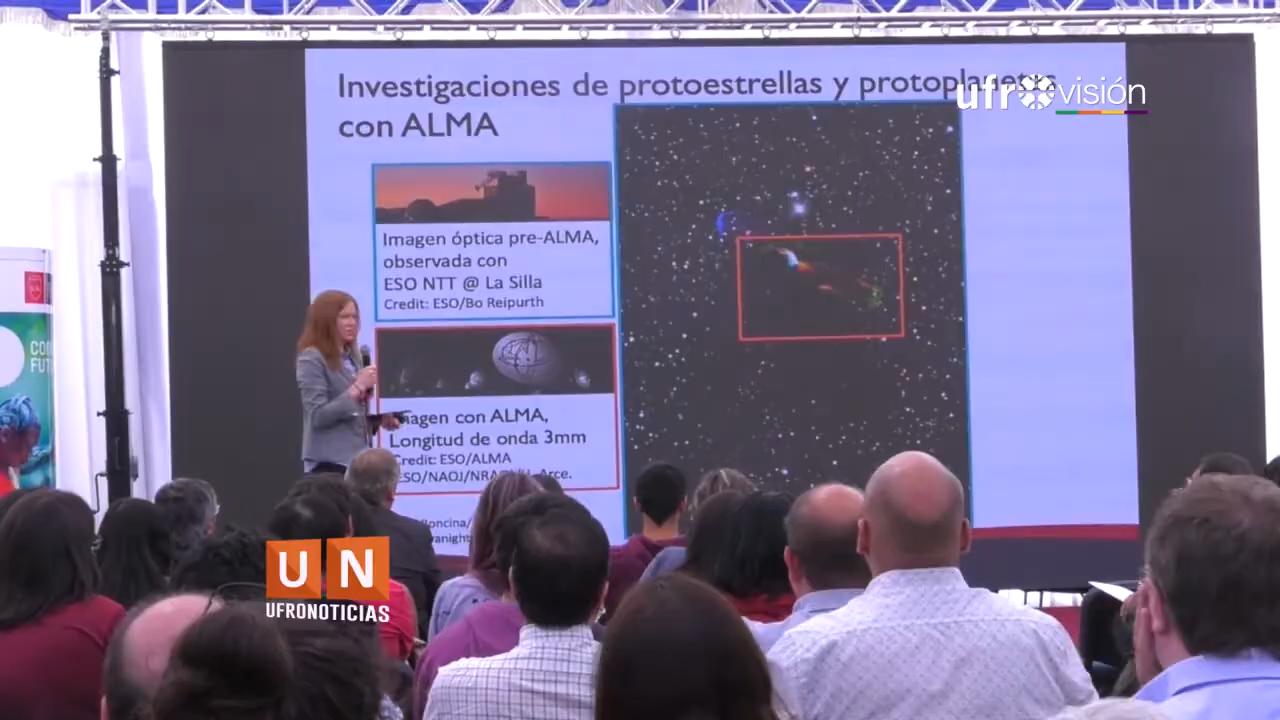 Investigaciones de protoestrellas y protoplanetas
con ALMA
ufrovisión
Imagen óptica pre-ALMA,
observada con
ESO NTT @ La Silla
Credit: ESO/Bo Reipurth
Imagen con ALMA,
Longitud de onda 3mm
Credit: ESO/ALMA
Arce.
U N
UFRONOTICIAS